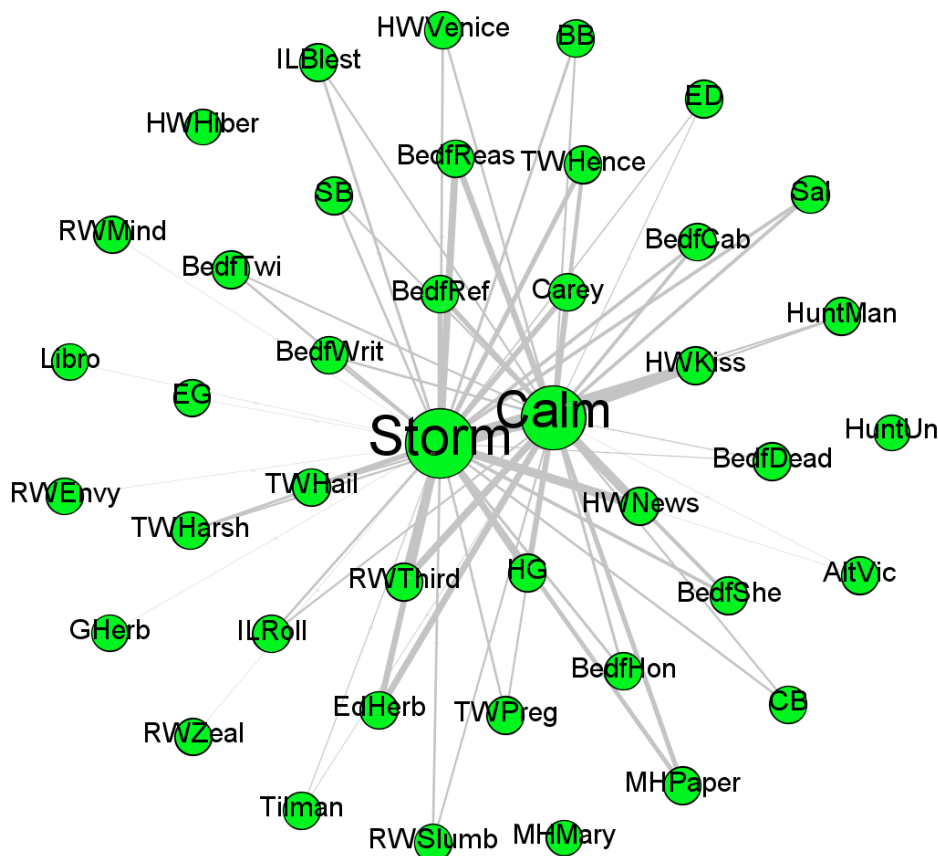 HWVenice
BB
ILBlest
ED
HWHiber
BedfReas
TWHence
SB
Sal
RWMind
BedfTwi
BedfCab
BedfRef
Carey
HuntMan
Libro
BedfWrit
HWKiss
EG
Calm
Storm
HuntUn
BedfDead
RWEnvy
TWHail
TWHarsh
HWNews
RWThird
HG
AltVic
BedfShe
GHerb
ILRoll
BedfHon
EdHerb
TWPreg
CB
RWZeal
MHPaper
Tilman
RWSlumb
MHMary